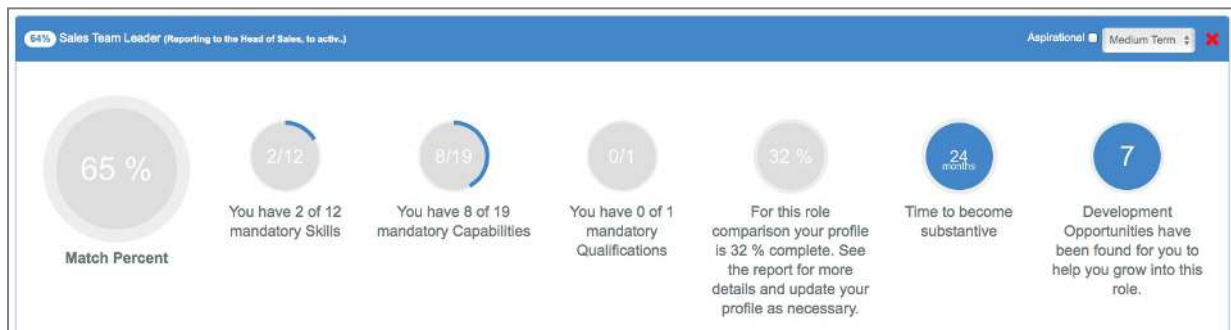 64% Sales Team Leader (Reporting to the Head of Sales, to activ..)
Aspirational
Medium Term
65 %
Match Percent
2/12
You have 2 of 12
mandatory Skills
8/19
You have 8 of 19
mandatory Capabilities
0/1
You have 0 of 1
mandatory
Qualifications
32 %
For this role
comparison your profile
is 32 % complete. See
the report for more
details and update your
profile as necessary.
24
months
Time to become
substantive
7
Development
Opportunities have
been found for you to
help you grow into this
role.